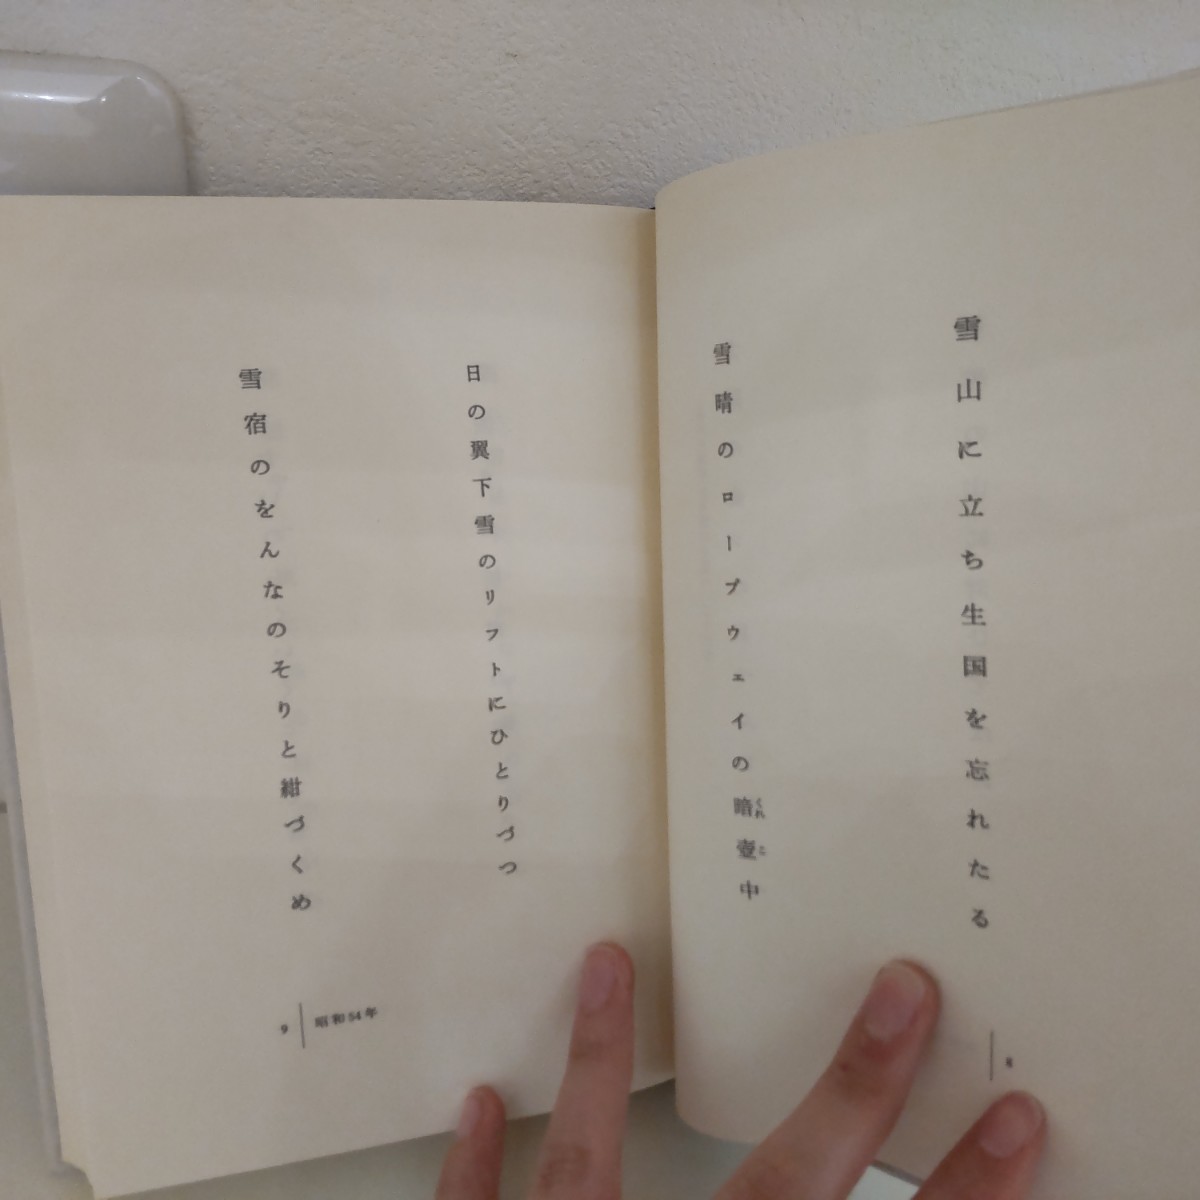 雪山に立ち生国を忘れたる
雪晴のロープウェイの暗壺中
くれ
こ
8
日の翼下雪のリフトにひとりづつ
雪宿のをんなのそりと紺づくめ
9
昭和54年